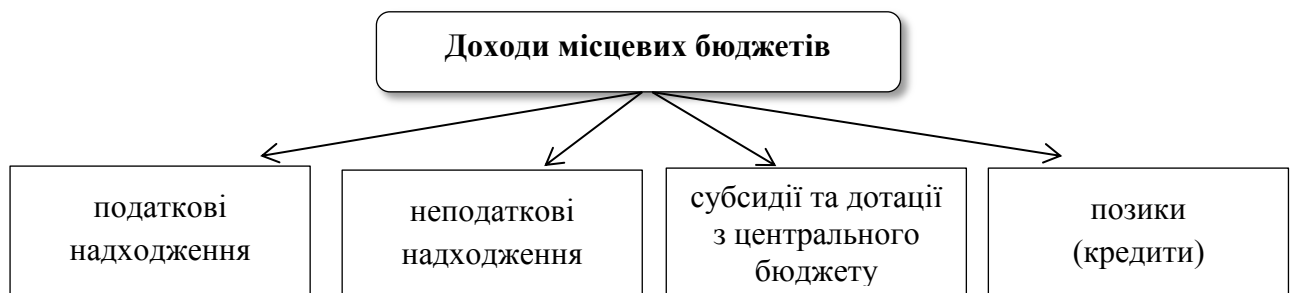 Доходи місцевих бюджетів
податкові
надходження
неподаткові
надходження
субсидії та дотації
з центрального
бюджету
позики
(кредити)